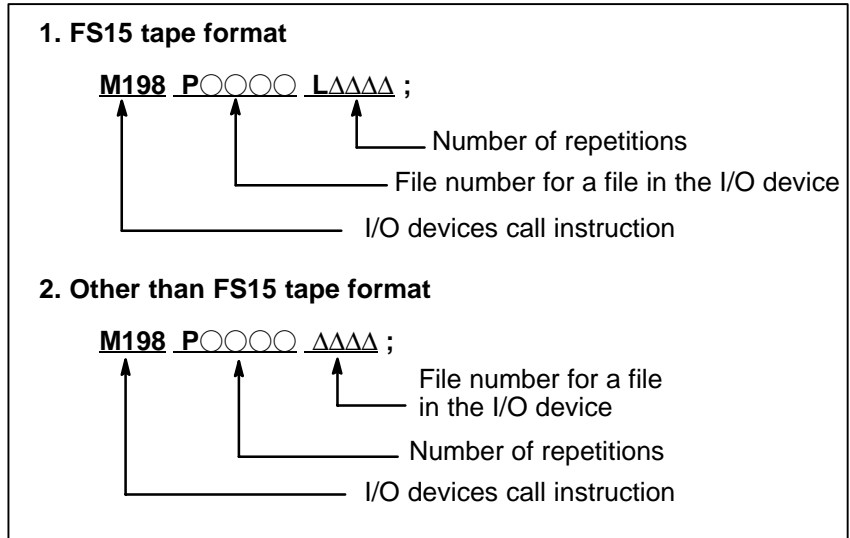 1. FS15 tape format
M198 P○○○○ L∆∆∆∆ ;
Number of repetitions
File number for a file in the I/O device
I/O devices call instruction
2. Other than FS15 tape format
M198 P○○○○ ∆∆∆∆ ;
File number for a file
in the I/O device
Number of repetitions
I/O devices call instruction